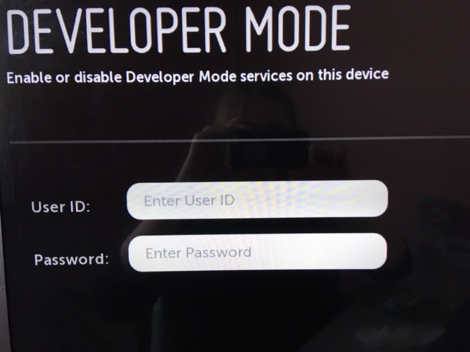 DEVELOPER MODE
Enable or disable Developer Mode services on this device
User ID: Enter User ID
Password: Enter Password